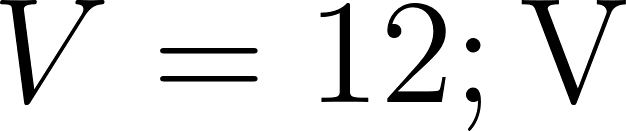 V = 12; V